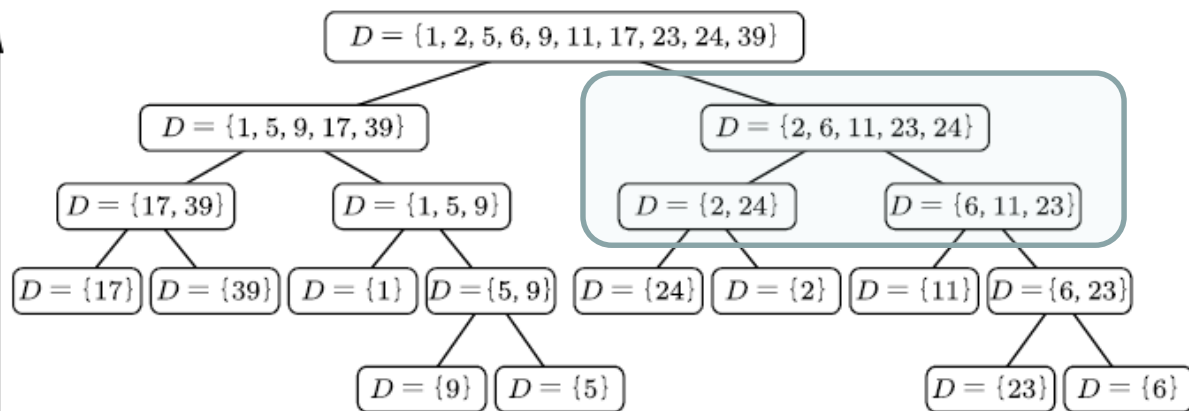 D = {1, 2, 5, 6, 9, 11, 17, 23, 24, 39}
D = {1, 5, 9, 17, 39}
D = {2, 6, 11, 23, 24}
D = {17, 39}
D = {1, 5, 9}
D = {2, 24}
D = {6, 11, 23}
D = {17}
D = {39}
D = {1}
D = {5, 9}
D = {24}
D = {2}
D = {11}
D = {6, 23}
D = {9}
D = {5}
D = {23}
D = {6}